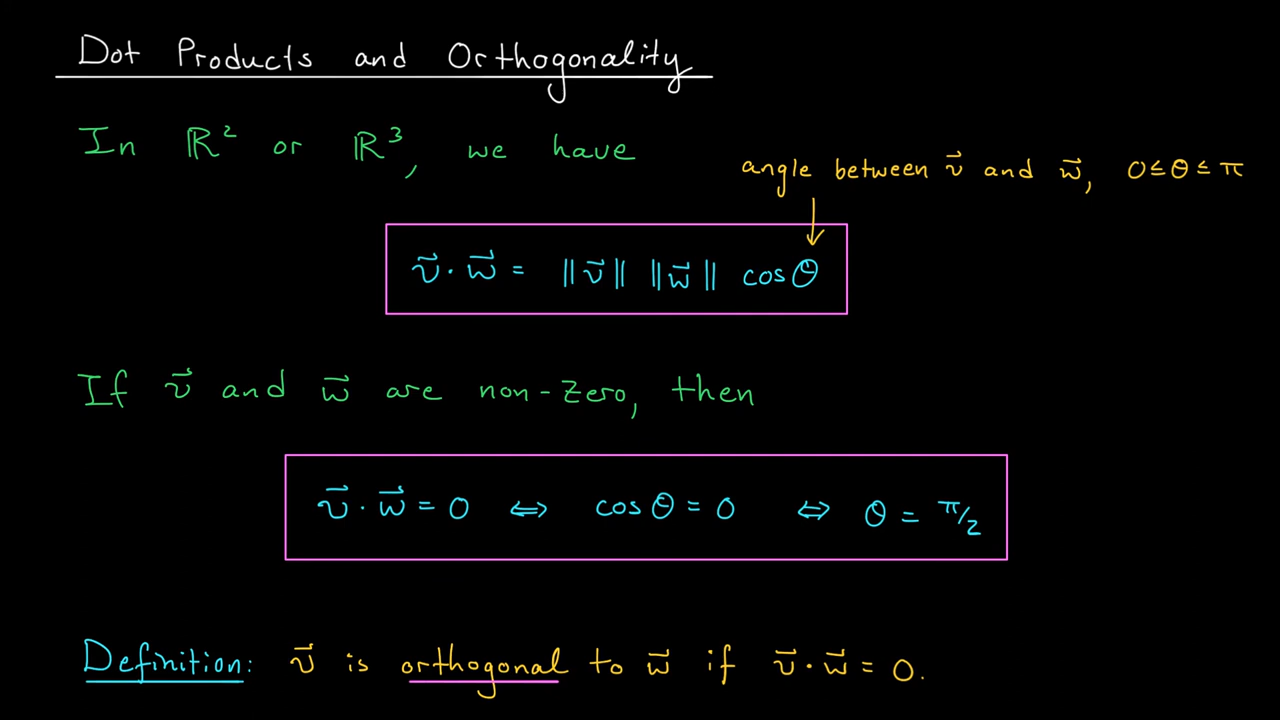 Dot Products and Orthogonality
In ℝ² or ℝ³, we have
angle between v⃗ and w⃗, 0 ≤ θ ≤ π
v⃗ · w⃗ = ‖v⃗‖ ‖w⃗‖ cos θ
If v⃗ and w⃗ are non-zero, then
v⃗ · w⃗ = 0 ⇔ cos θ = 0 ⇔ θ = π/2
Definition: v⃗ is orthogonal to w⃗ if v⃗ · w⃗ = 0.